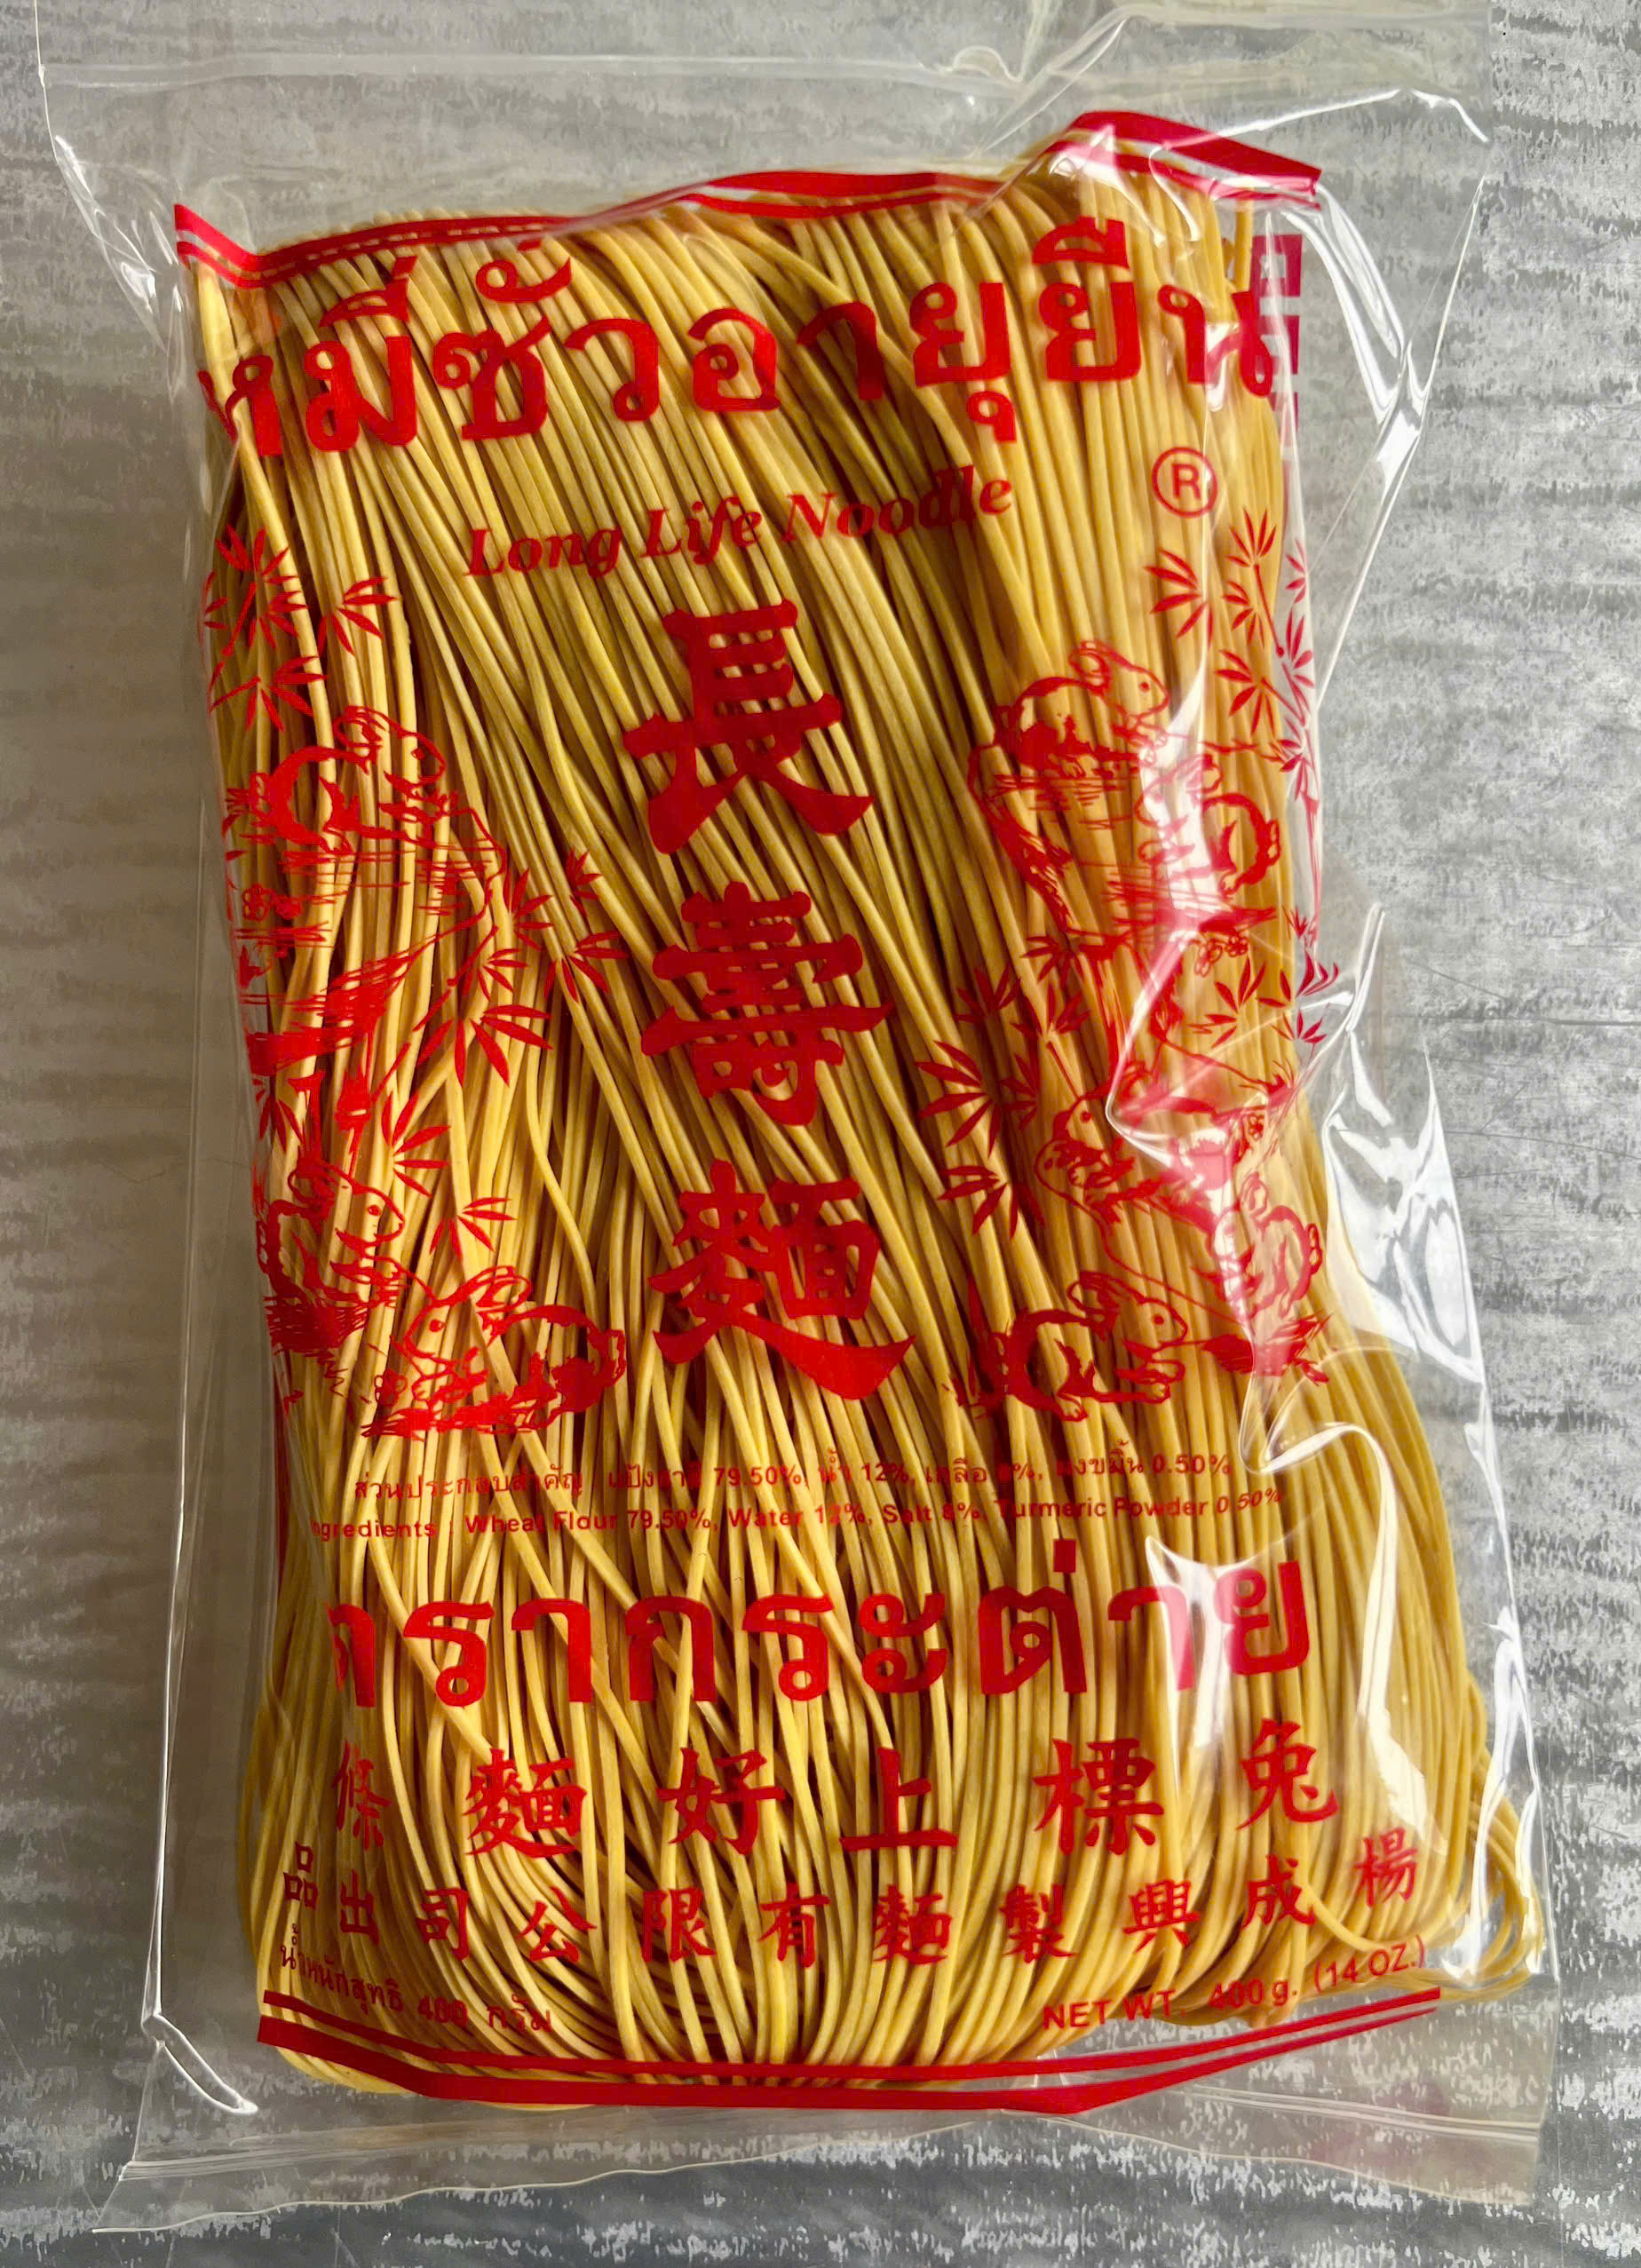 หมี่ซั่วอายุยืน
Long Life Noodle
®
長
壽
麵
ส่วนประกอบสำคัญ : แป้งสาลี 79.50%, น้ำ 12%, เกลือ 8%, ผงขมิ้น 0.50%
Ingredients : Wheat Flour 79.50%, Water 12%, Salt 8%, Turmeric Powder 0.50%
ตรากระต่าย
條麵好上標兔
品出司公限有麵製興成楊
น้ำหนักสุทธิ 400 กรัม
NET WT. 400 g. (14 OZ.)